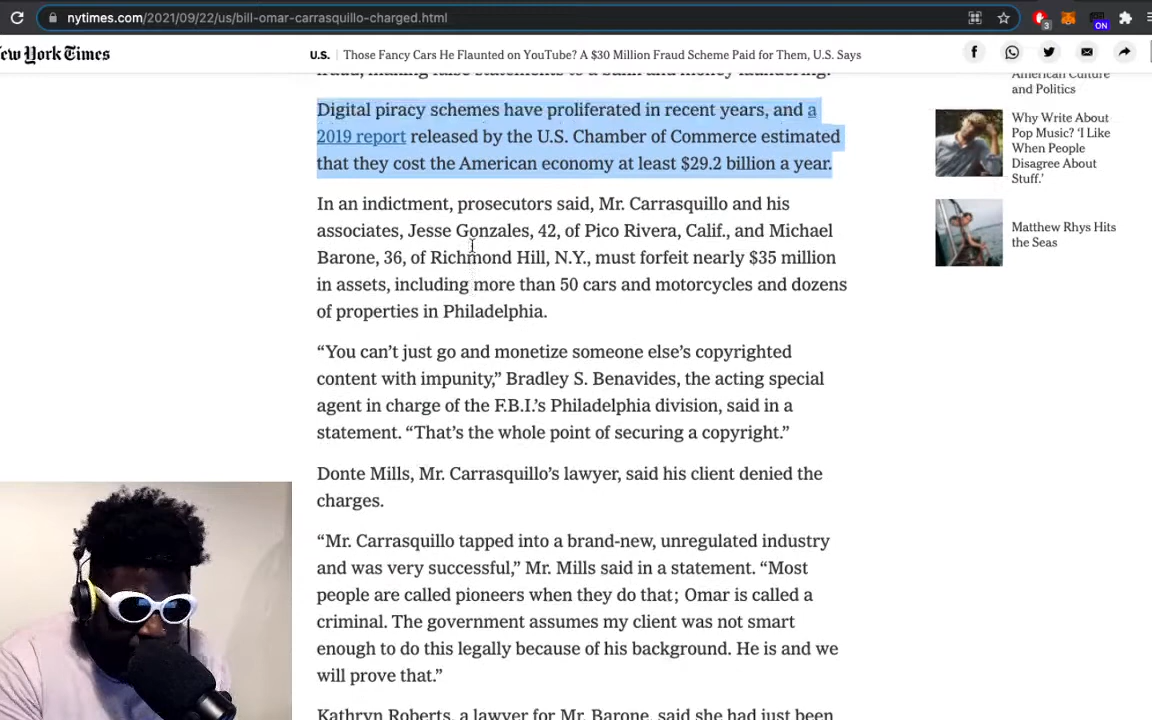 nytimes.com/2021/09/22/us/bill-omar-carrasquillo-charged.html
3
ON
ew York Times
U.S. | Those Fancy Cars He Flaunted on YouTube? A $30 Million Fraud Scheme Paid for Them, U.S. Says
Digital piracy schemes have proliferated in recent years, and a
2019 report released by the U.S. Chamber of Commerce estimated
that they cost the American economy at least $29.2 billion a year.
In an indictment, prosecutors said, Mr. Carrasquillo and his
associates, Jesse Gonzales, 42, of Pico Rivera, Calif., and Michael
Barone, 36, of Richmond Hill, N.Y., must forfeit nearly $35 million
in assets, including more than 50 cars and motorcycles and dozens
of properties in Philadelphia.
“You can’t just go and monetize someone else’s copyrighted
content with impunity,” Bradley S. Benavides, the acting special
agent in charge of the F.B.I.’s Philadelphia division, said in a
statement. “That’s the whole point of securing a copyright.”
Donte Mills, Mr. Carrasquillo’s lawyer, said his client denied the
charges.
“Mr. Carrasquillo tapped into a brand-new, unregulated industry
and was very successful,” Mr. Mills said in a statement. “Most
people are called pioneers when they do that; Omar is called a
criminal. The government assumes my client was not smart
enough to do this legally because of his background. He is and we
will prove that.”
Kathryn Roberts, a lawyer for Mr. Barone, said she had just been
American Culture
and Politics
Why Write About
Pop Music? ‘I Like
When People
Disagree About
Stuff.’
Matthew Rhys Hits
the Seas